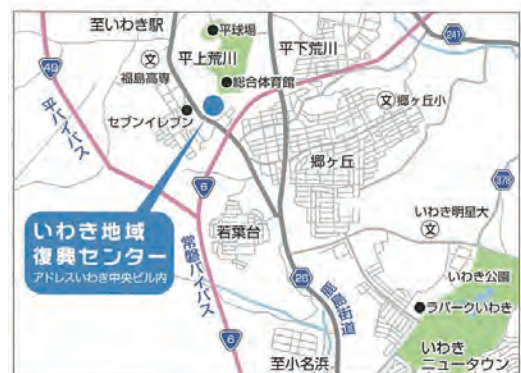 至いわき駅
平球場
平上荒川
平下荒川
241
49
文
福島高専
総合体育館
文 郷ヶ丘小
セブンイレブン
平バイパス
郷ヶ丘
6
378
いわき地域
復興センター
アドレスいわき中央ビル内
若葉台
いわき明星大
文
常磐バイパス
26
鹿島街道
いわき公園
ラパークいわき
6
いわき
ニュータウン
至小名浜